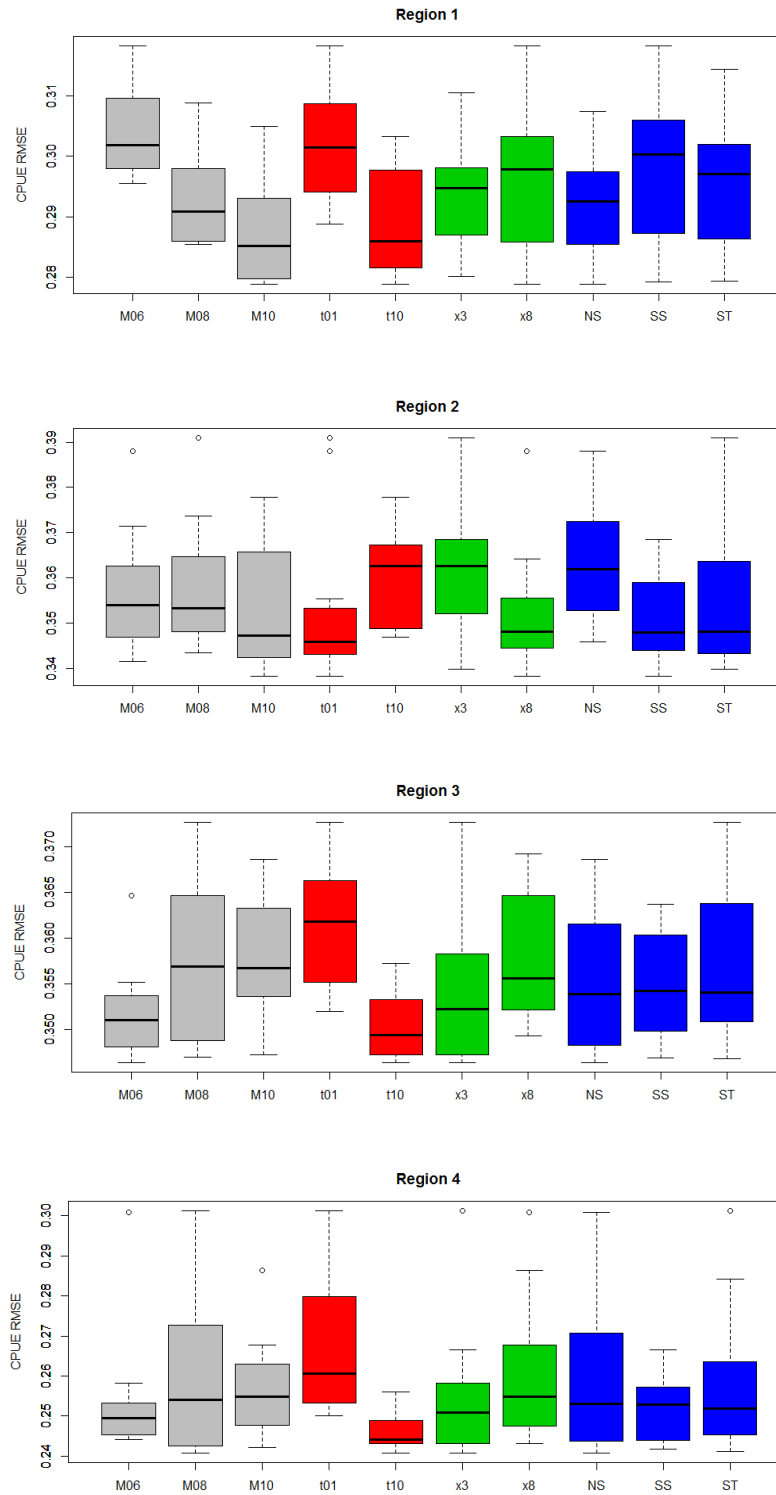 Region 1
CPUE RMSE
0.31
0.30
0.29
0.28
M06 M08 M10 t01 t10 x3 x8 NS SS ST
Region 2
CPUE RMSE
0.39
0.38
0.37
0.36
0.35
0.34
M06 M08 M10 t01 t10 x3 x8 NS SS ST
Region 3
CPUE RMSE
0.370
0.365
0.360
0.355
0.350
M06 M08 M10 t01 t10 x3 x8 NS SS ST
Region 4
CPUE RMSE
0.30
0.29
0.28
0.27
0.26
0.25
0.24
M06 M08 M10 t01 t10 x3 x8 NS SS ST